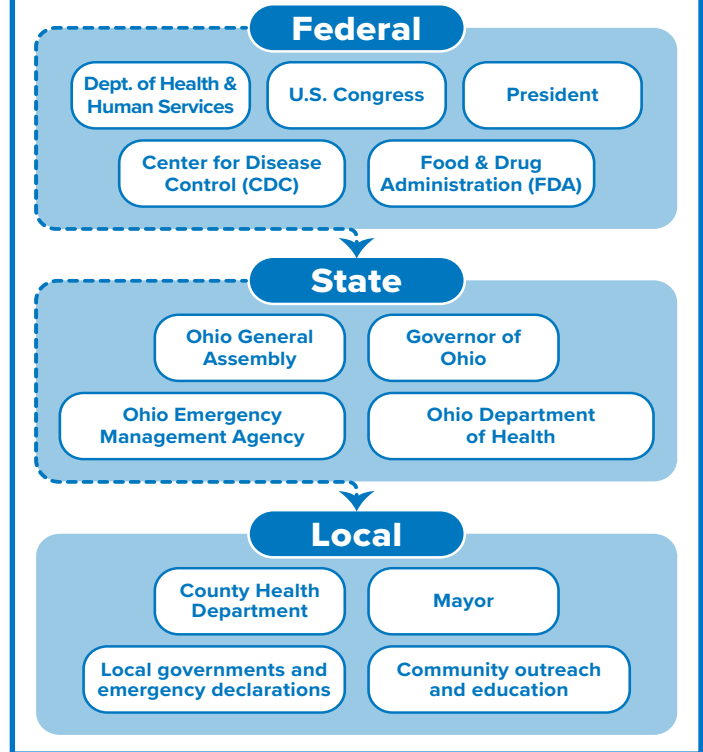 Federal
Dept. of Health &
Human Services
U.S. Congress
President
Center for Disease
Control (CDC)
Food & Drug
Administration (FDA)
State
Ohio General
Assembly
Governor of
Ohio
Ohio Emergency
Management Agency
Ohio Department
of Health
Local
County Health
Department
Mayor
Local governments and
emergency declarations
Community outreach
and education